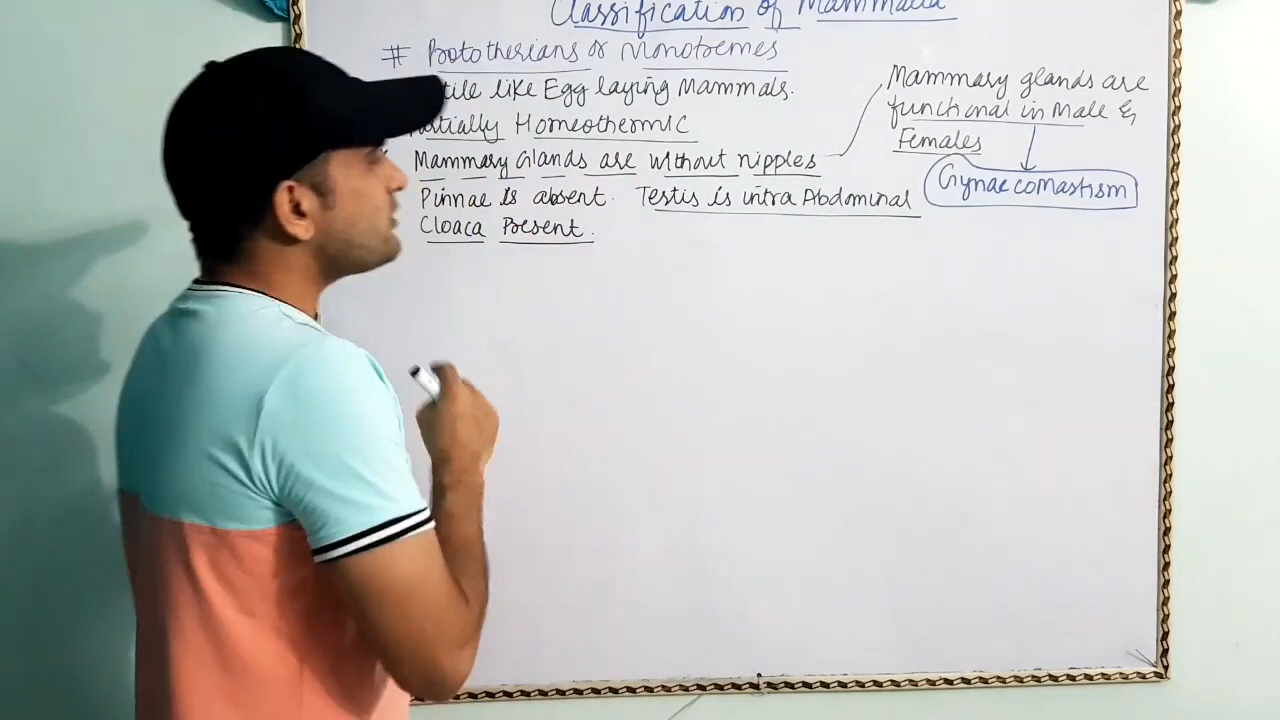 Classification of Mammalia
# Prototherians or Monotremes
like Egg laying Mammals.
Partially Homeothermic
Mammary Glands are without nipples
Pinnae is absent. Testis is intra Abdominal
Cloaca Present.
Mammary glands are
functional in Male &
Females
Gynaecomastism